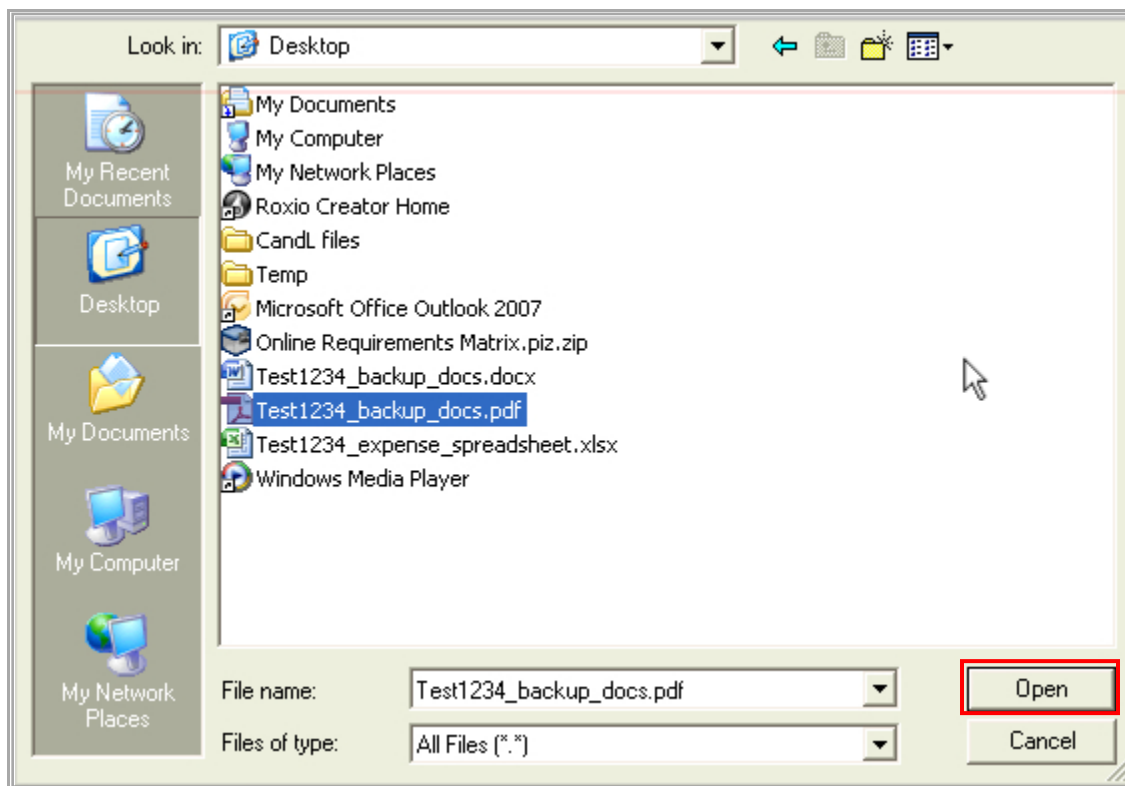 Look in: Desktop
My Recent
Documents
Desktop
My Documents
My Computer
My Network
Places
My Documents
My Computer
My Network Places
Roxio Creator Home
CandL files
Temp
Microsoft Office Outlook 2007
Online Requirements Matrix.piz.zip
Test1234_backup_docs.docx
Test1234_backup_docs.pdf
Test1234_expense_spreadsheet.xlsx
Windows Media Player
File name: Test1234_backup_docs.pdf Open
Files of type: All Files (*.*) Cancel